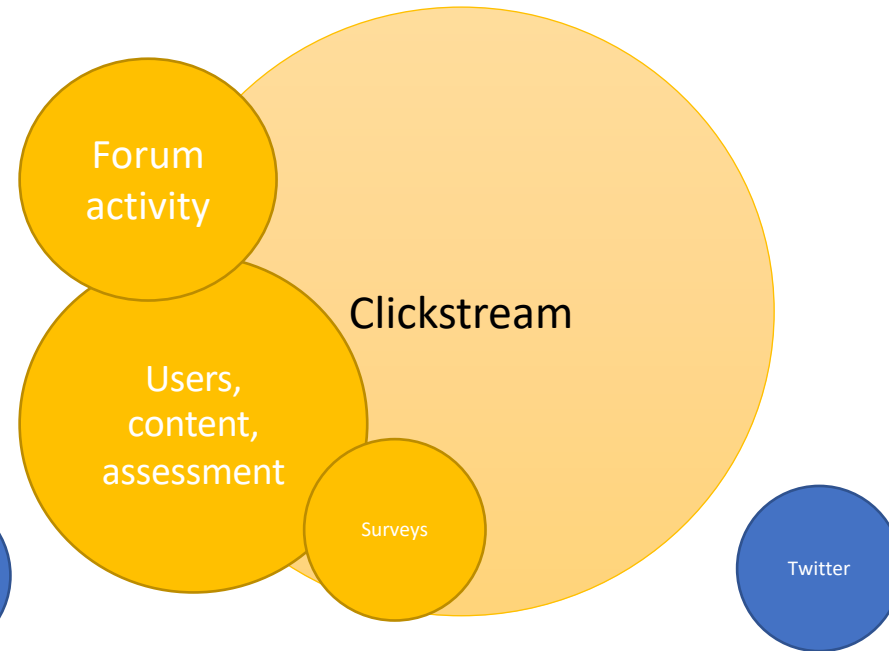 Forum
activity
Clickstream
Users,
content,
assessment
Surveys
Twitter